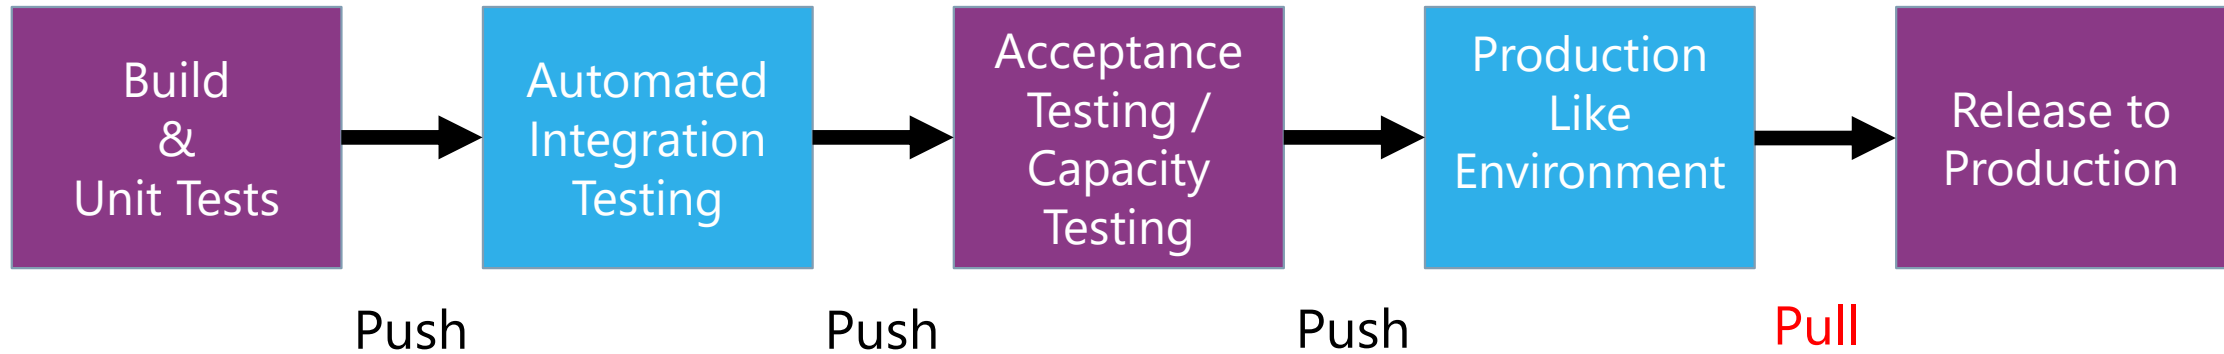 Build
&
Unit Tests
Automated
Integration
Testing
Acceptance
Testing /
Capacity
Testing
Production
Like
Environment
Release to
Production
Push
Push
Push
Pull